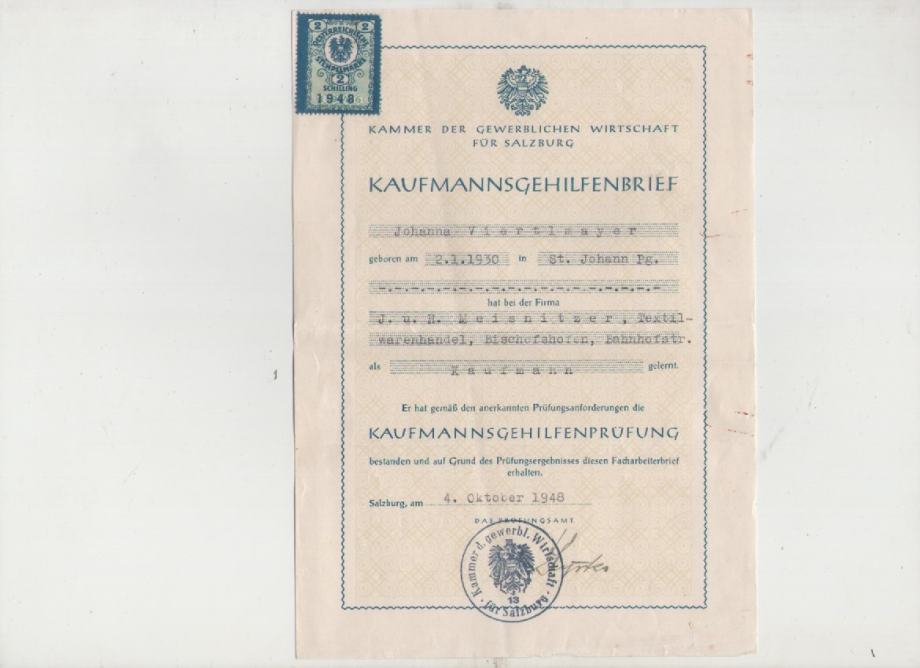 2 2
ÖSTERREICHISCHE
STEMPELMARKE
2
SCHILLING
1948
KAMMER DER GEWERBLICHEN WIRTSCHAFT
FÜR SALZBURG
KAUFMANNSGEHILFENBRIEF
Johanna Viertlmayer
geboren am 2.1.1930 in St. Johann Pg.
-.-.-.-.-.-.-.-.-.-.-.-.-.-.-.-.-.-.-
hat bei der Firma
J. u. H. Meisnitzer, Textil-
warenhandel, Bischofshofen, Bahnhofstr.
als Kaufmann gelernt.
Er hat gemäß den anerkannten Prüfungsanforderungen die
KAUFMANNSGEHILFENPRÜFUNG
bestanden und auf Grund des Prüfungsergebnisses diesen Facharbeiterbrief
erhalten.
Salzburg, am 4. Oktober 1948
DAS PRÜFUNGSAMT
Kammer d. gewerbl. Wirtschaft
13
für Salzburg